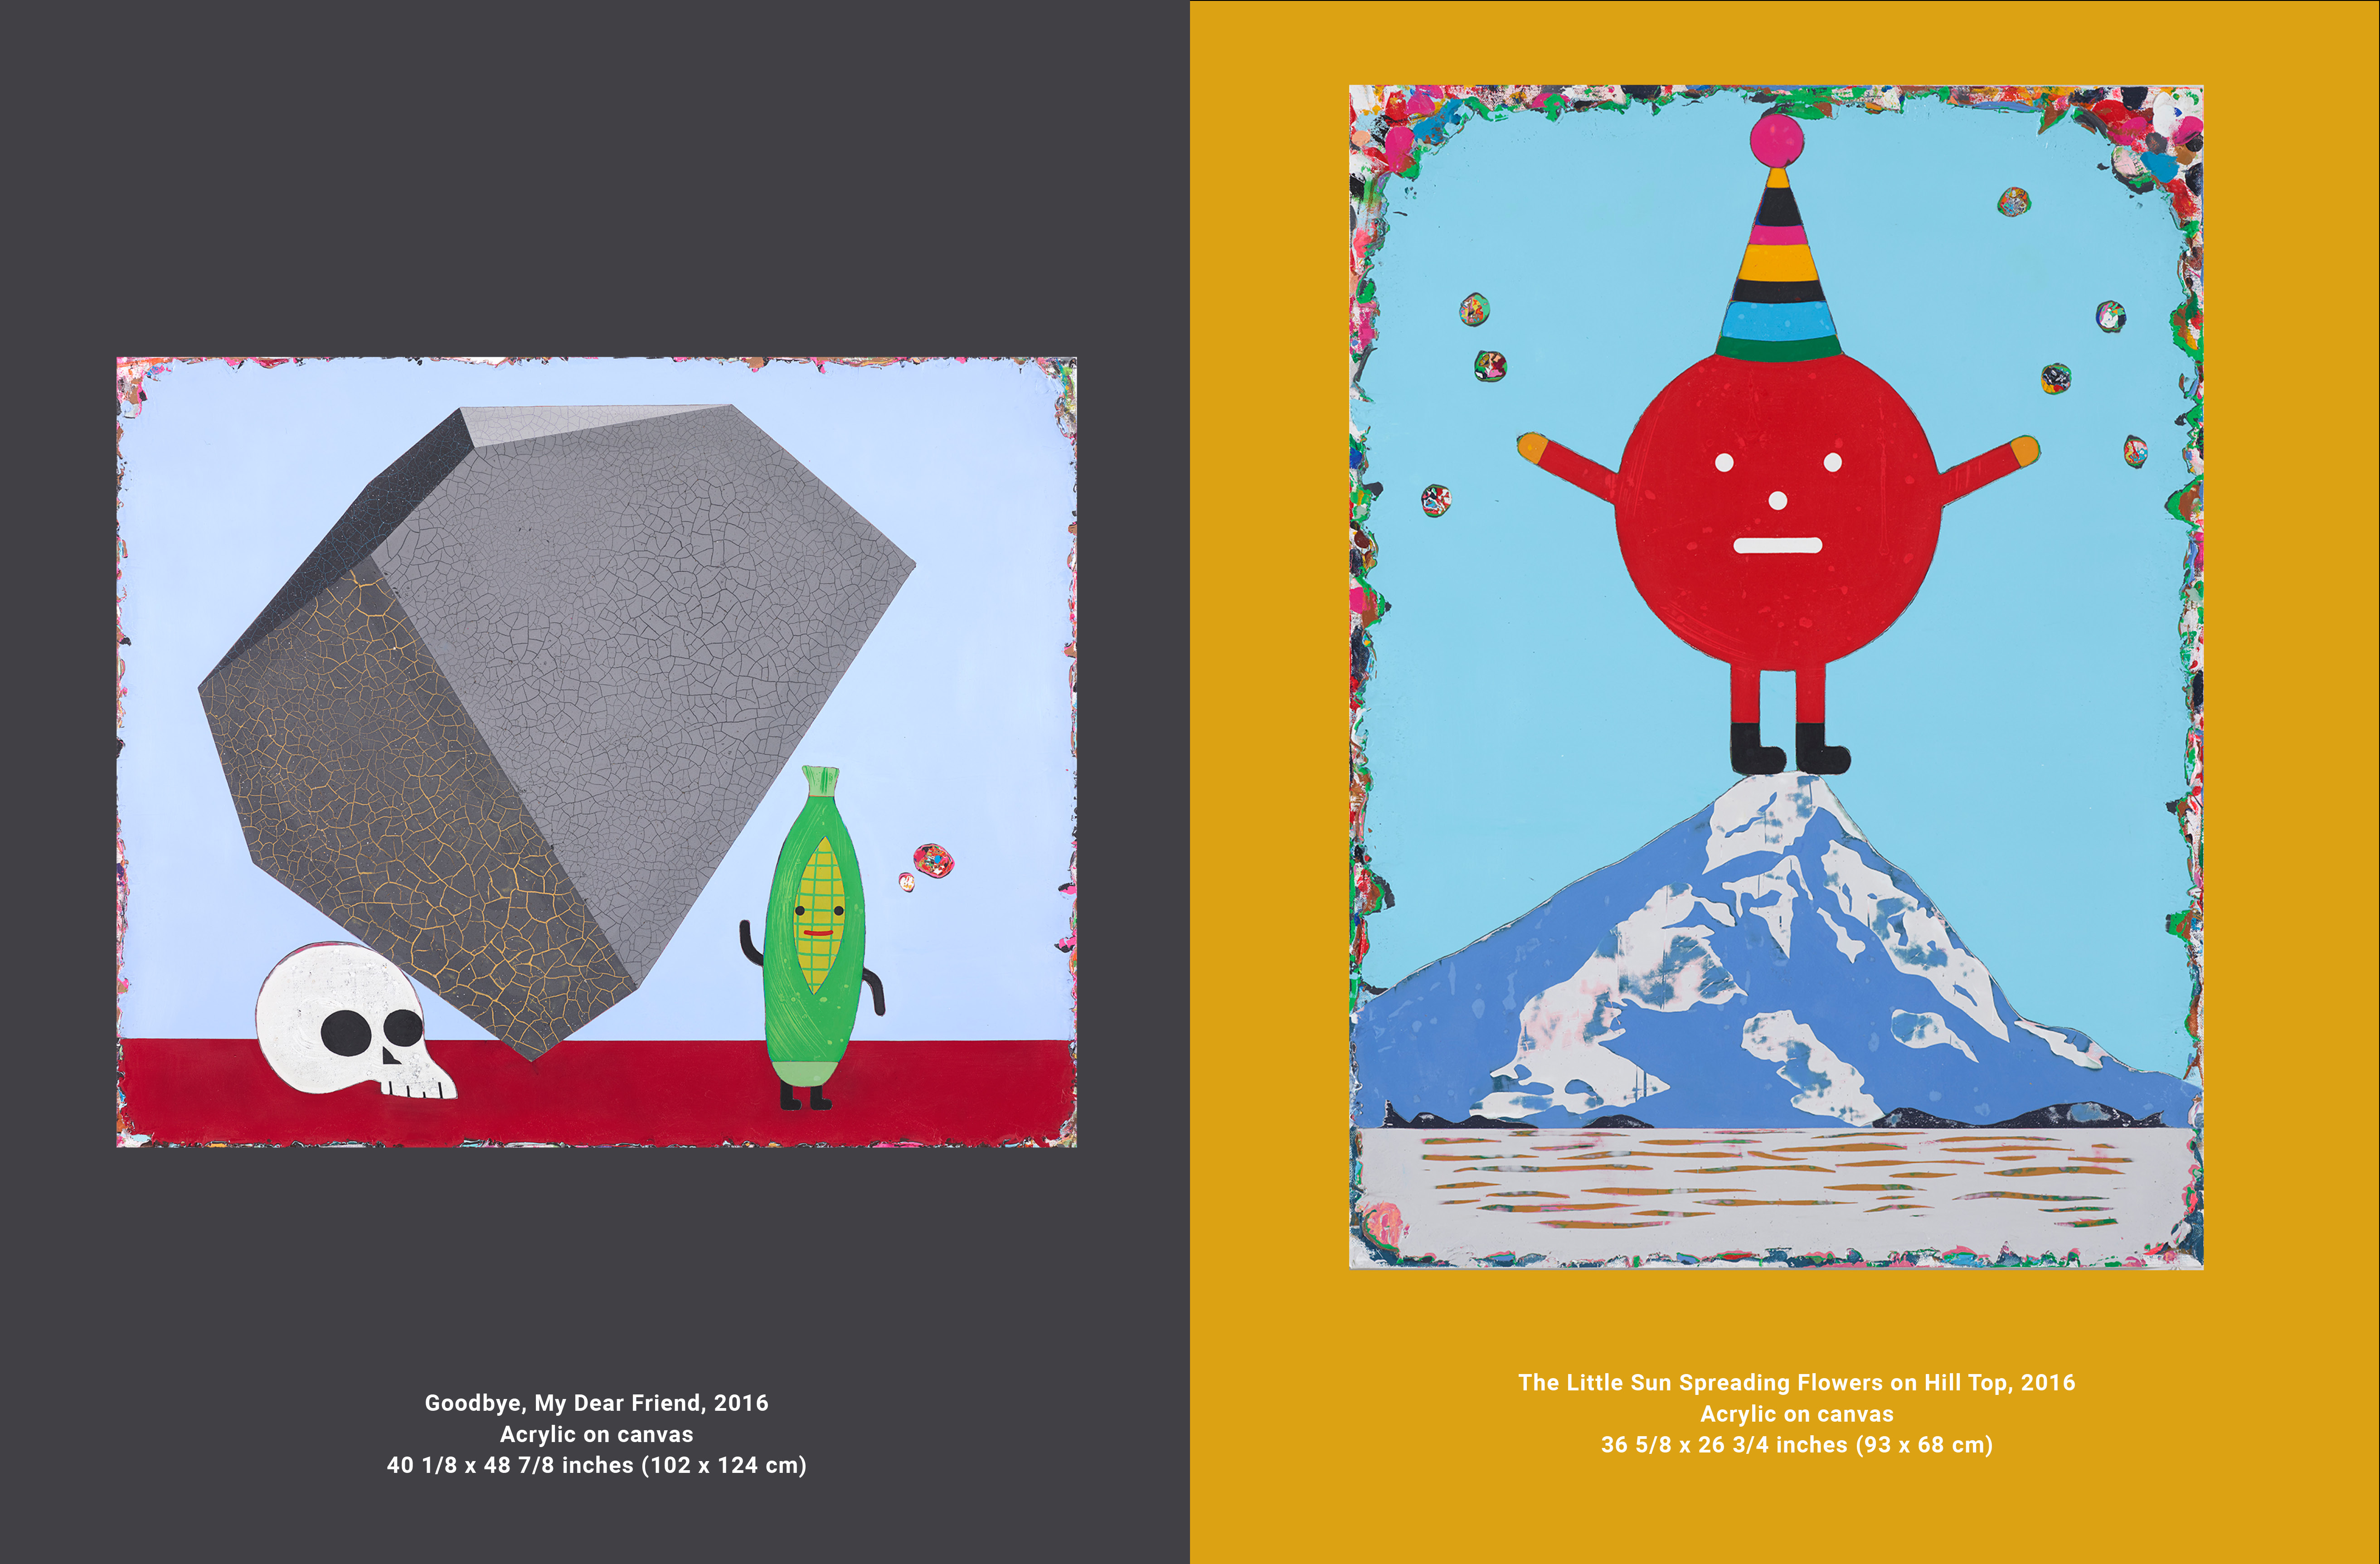 Goodbye, My Dear Friend, 2016
Acrylic on canvas
40 1/8 x 48 7/8 inches (102 x 124 cm)
The Little Sun Spreading Flowers on Hill Top, 2016
Acrylic on canvas
36 5/8 x 26 3/4 inches (93 x 68 cm)